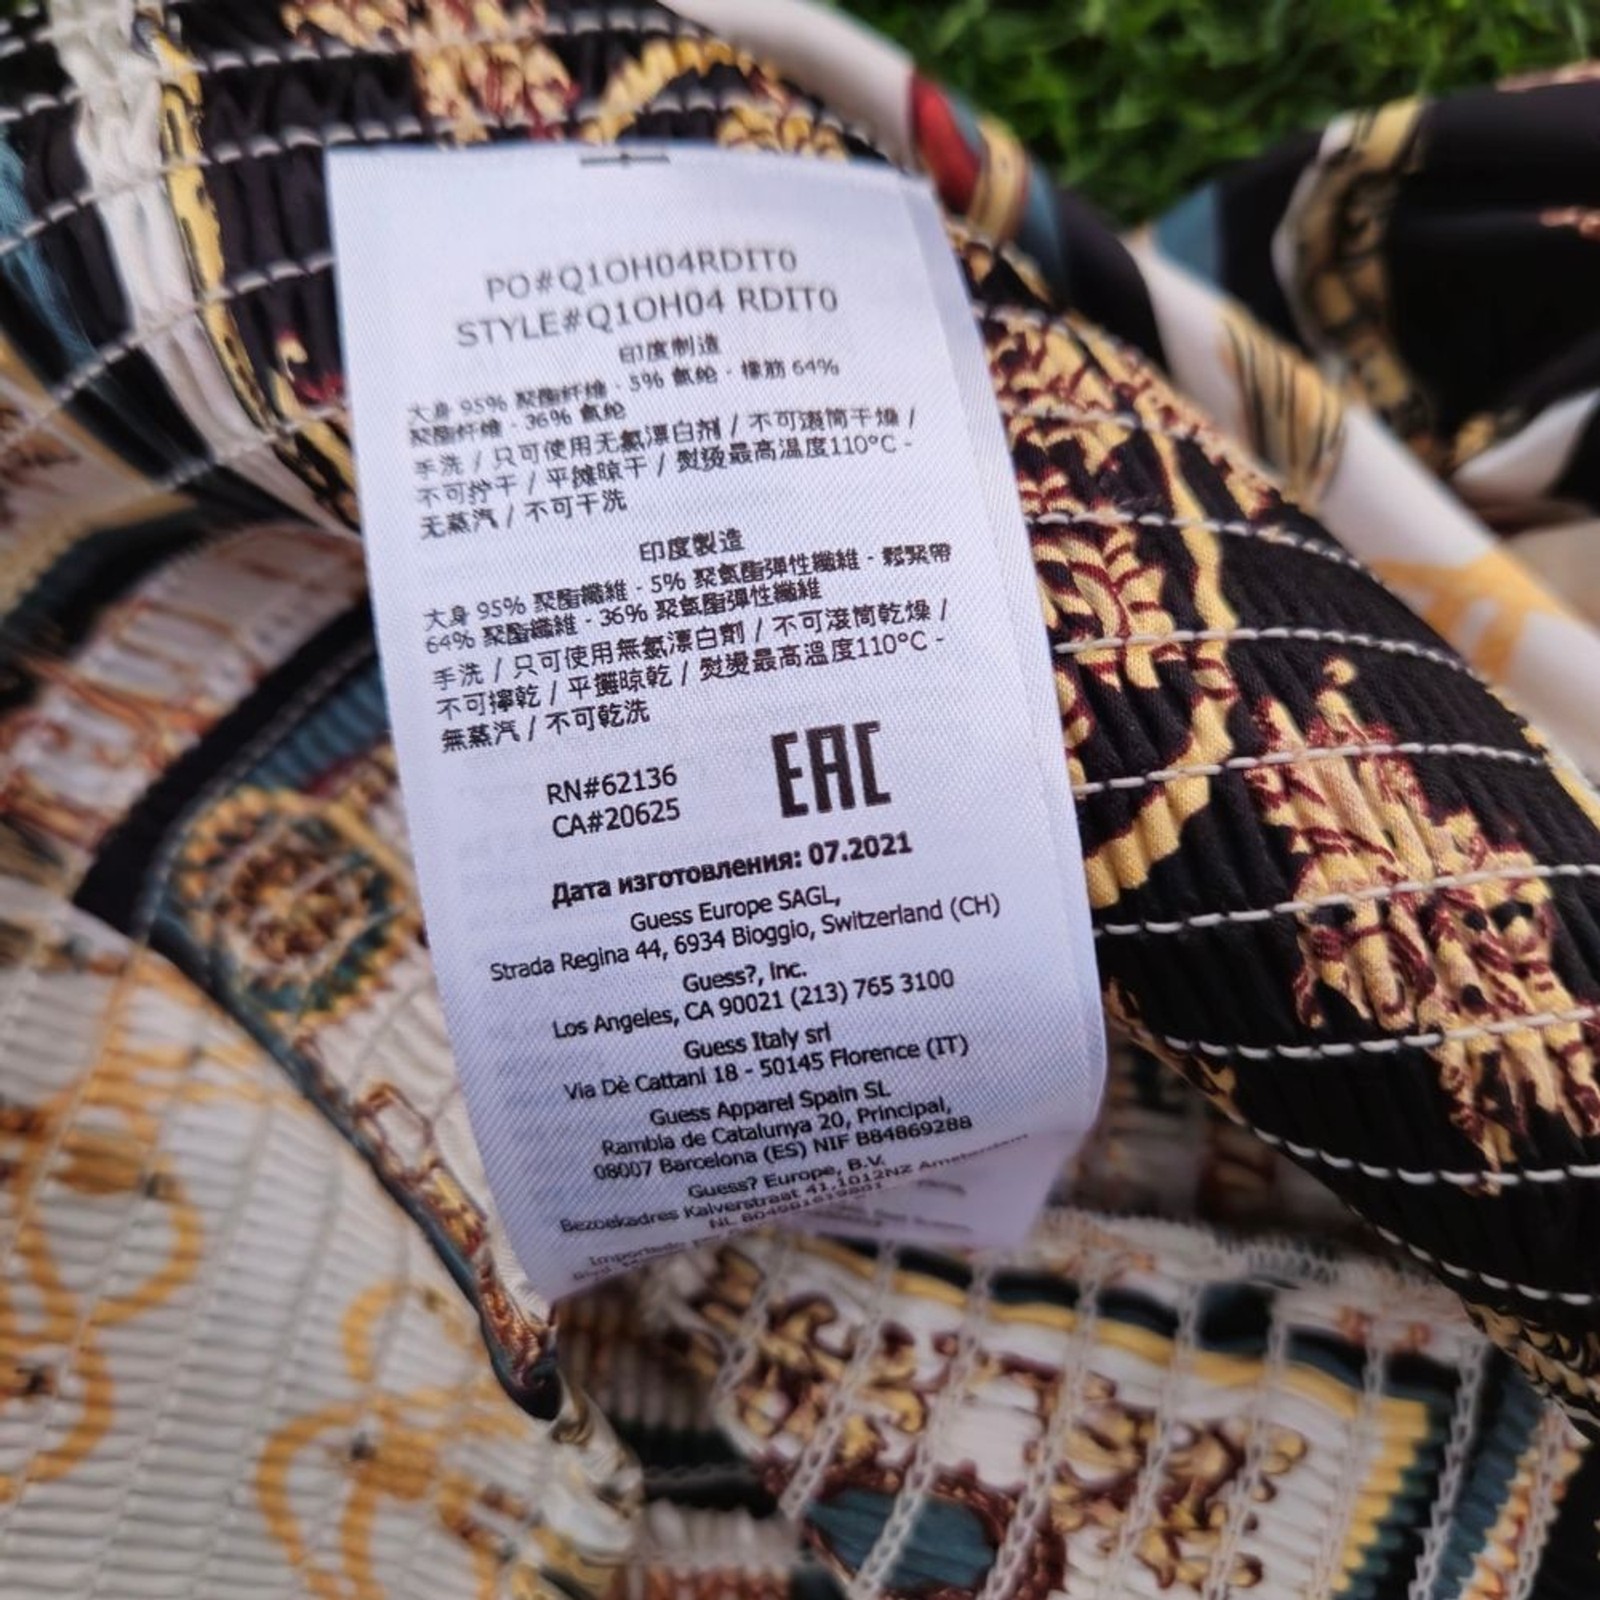 PO#Q1OH04RDIT0
STYLE#Q1OH04 RDIT0
印度制造
大身 95% 聚酯纤维 - 5% 氨纶 - 橡筋 64%
聚酯纤维 - 36% 氨纶
手洗 / 只可使用无氯漂白剂 / 不可滚筒干燥 /
不可拧干 / 平摊晾干 / 熨烫最高温度110°C -
无蒸汽 / 不可干洗
印度製造
大身 95% 聚酯纖維 - 5% 聚氨酯彈性纖維 - 鬆緊帶
64% 聚酯纖維 - 36% 聚氨酯彈性纖維
手洗 / 只可使用無氯漂白劑 / 不可滾筒乾燥 /
不可擰乾 / 平攤晾乾 / 熨燙最高溫度110°C -
無蒸汽 / 不可乾洗
RN#62136
CA#20625
EAC
Дата изготовления: 07.2021
Guess Europe SAGL,
Strada Regina 44, 6934 Bioggio, Switzerland (CH)
Guess?, Inc.
Los Angeles, CA 90021 (213) 765 3100
Guess Italy srl
Via Dè Cattani 18 - 50145 Florence (IT)
Guess Apparel Spain SL
Rambla de Catalunya 20, Principal,
08007 Barcelona (ES) NIF B84869288
Guess? Europe, B.V.
Bezoekadres Kalverstraat 41,1012NZ Amsterdam
NL
Importado